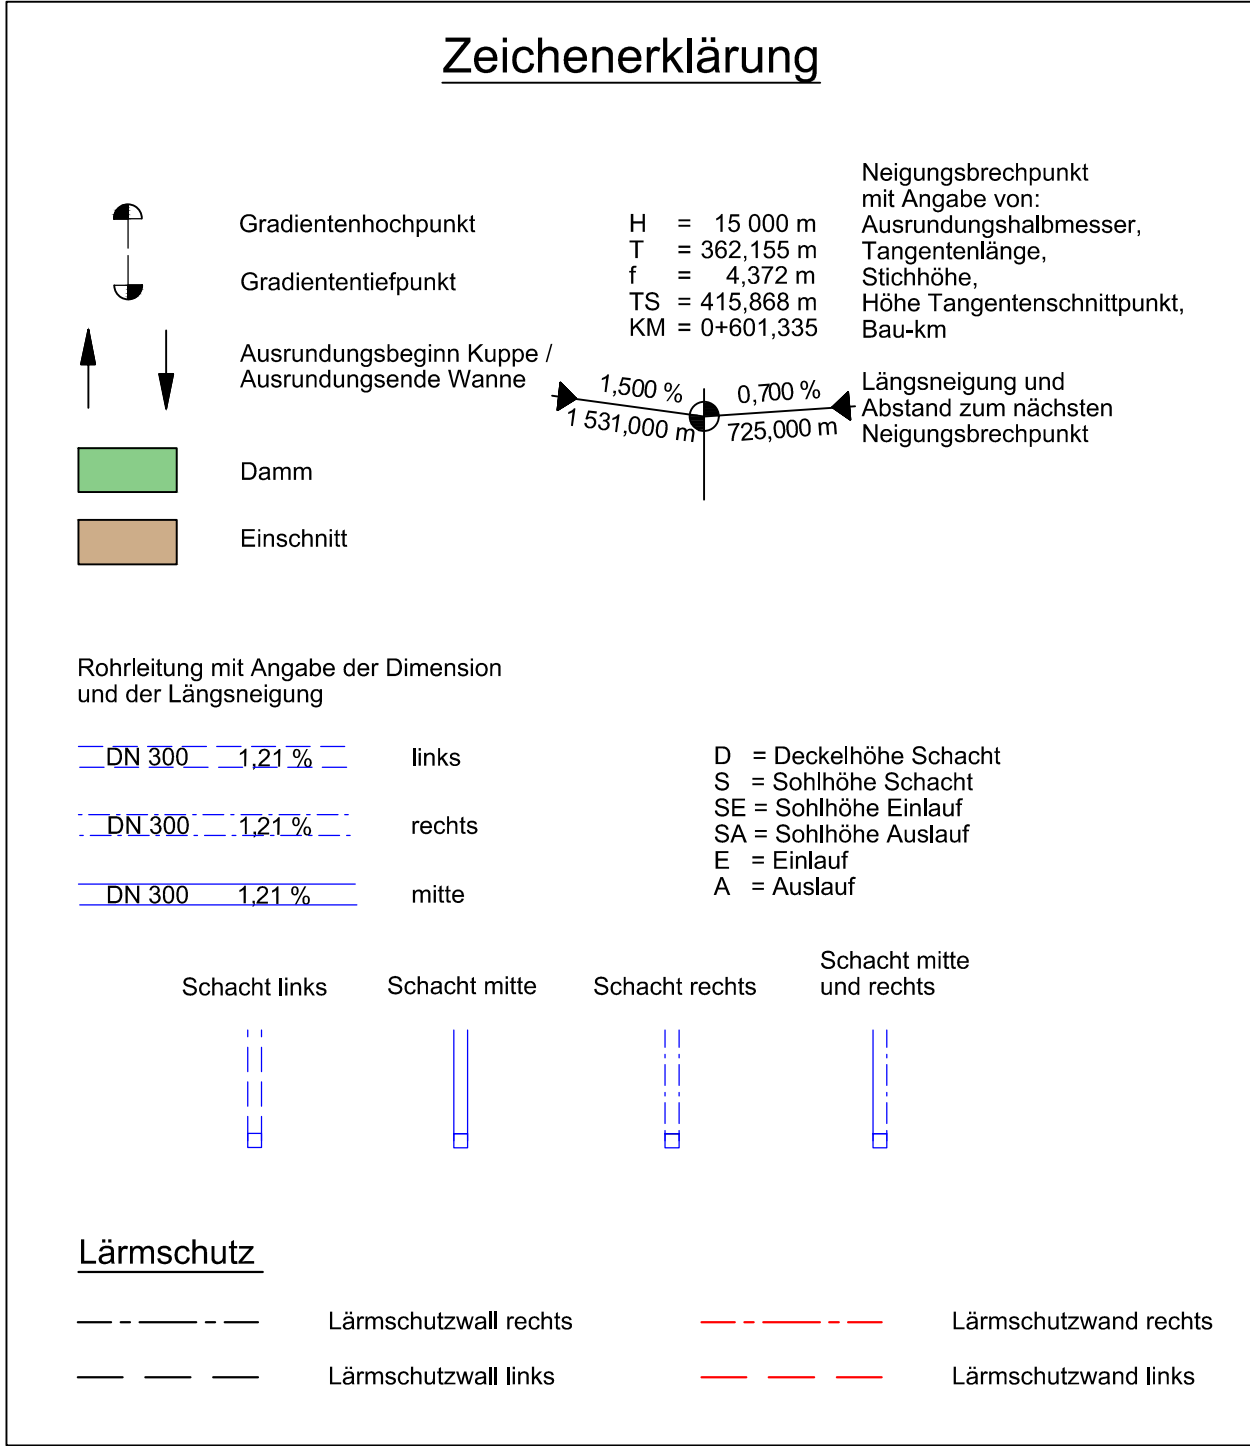 Zeichenerklärung
Gradientenhochpunkt
Gradiententiefpunkt
Ausrundungsbeginn Kuppe /
Ausrundungsende Wanne
Damm
Einschnitt
H = 15 000 m
T = 362,155 m
f = 4,372 m
TS = 415,868 m
KM = 0+601,335
Neigungsbrechpunkt
mit Angabe von:
Ausrundungshalbmesser,
Tangentenlänge,
Stichhöhe,
Höhe Tangentenschnittpunkt,
Bau-km
1,500 % 0,700 %
1 531,000 m 725,000 m
Längsneigung und
Abstand zum nächsten
Neigungsbrechpunkt
Rohrleitung mit Angabe der Dimension
und der Längsneigung
DN 300 1,21 % links
DN 300 1,21 % rechts
DN 300 1,21 % mitte
D = Deckelhöhe Schacht
S = Sohlhöhe Schacht
SE = Sohlhöhe Einlauf
SA = Sohlhöhe Auslauf
E = Einlauf
A = Auslauf
Schacht links
Schacht mitte
Schacht rechts
Schacht mitte
und rechts
Lärmschutz
Lärmschutzwall rechts
Lärmschutzwand rechts
Lärmschutzwall links
Lärmschutzwand links